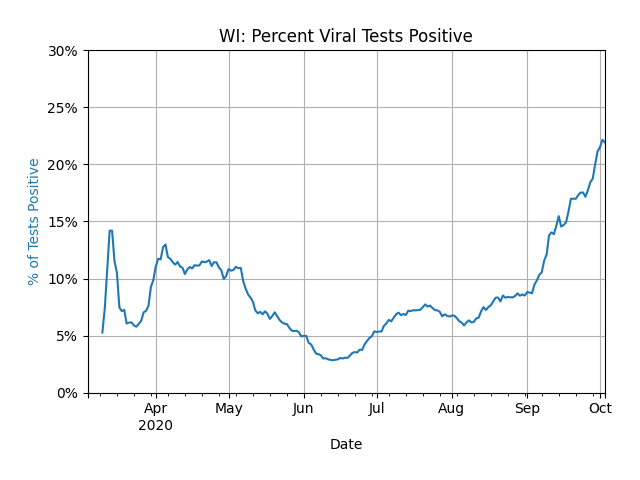 WI: Percent Viral Tests Positive
30%
25%
20%
15%
10%
5%
0%
% of Tests Positive
Apr May Jun Jul Aug Sep Oct
2020
Date